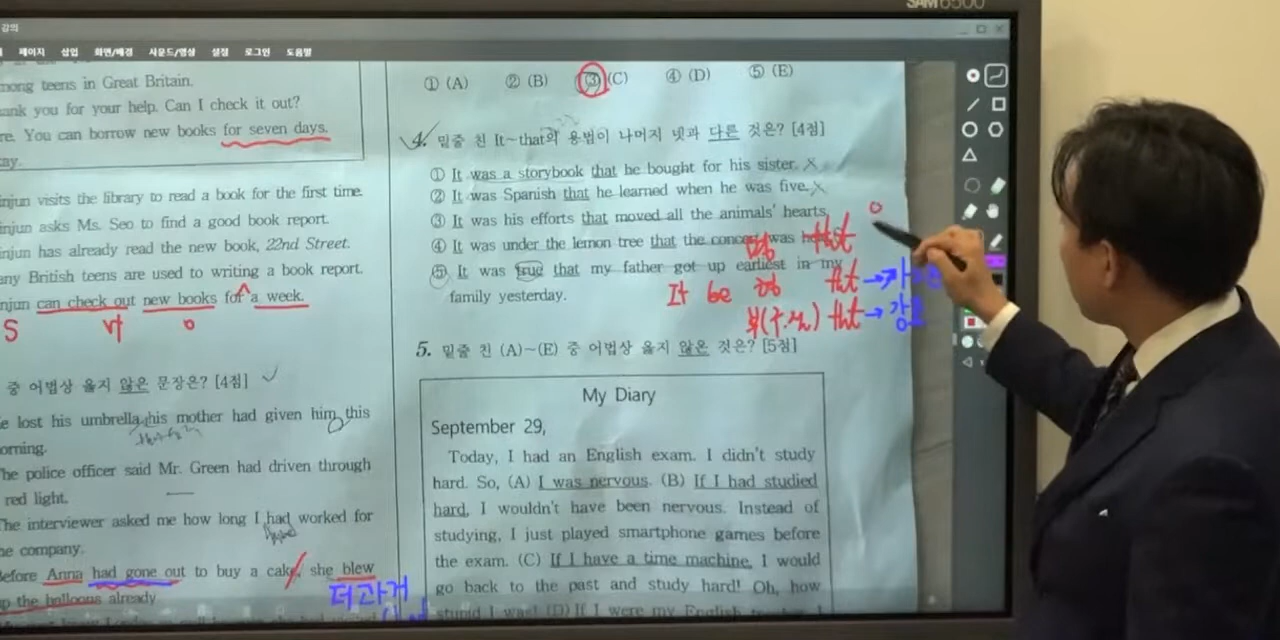 SAM6500
강의
페이지 삽입 화면/배경 사운드/영상 설정 로그인 도움말
mong teens in Great Britain.
ank you for your help. Can I check it out?
re. You can borrow new books for seven days.
ay.
njun visits the library to read a book for the first time.
njun asks Ms. Seo to find a good book report.
njun has already read the new book, 22nd Street.
any British teens are used to writing a book report.
njun can check out new books for a week.
S
o
중 어법상 옳지 않은 문장은? [4점]
e lost his umbrella his mother had given him this
orning.
he police officer said Mr. Green had driven through
red light.
he interviewer asked me how long I had worked for
he company.
efore Anna had gone out to buy a cake, she blew
p the balloons already
더과거
① (A) ② (B) ③ (C) ④ (D) ⑤ (E)
4. 밑줄 친 It~that의 용법이 나머지 넷과 다른 것은? [4점]
① It was a storybook that he bought for his sister.
② It was Spanish that he learned when he was five.
③ It was his efforts that moved all the animals' hearts.
④ It was under the lemon tree that the concert was
⑤ It was true that my father got up earliest in my
family yesterday.
It be
tht →
tht →
5. 밑줄 친 (A)~(E) 중 어법상 옳지 않은 것은? [5점]
My Diary
September 29,
Today, I had an English exam. I didn't study
hard. So, (A) I was nervous. (B) If I had studied
hard, I wouldn't have been nervous. Instead of
studying, I just played smartphone games before
the exam. (C) If I have a time machine, I would
go back to the past and study hard! Oh, how
stupid I was! (D) If I were my English